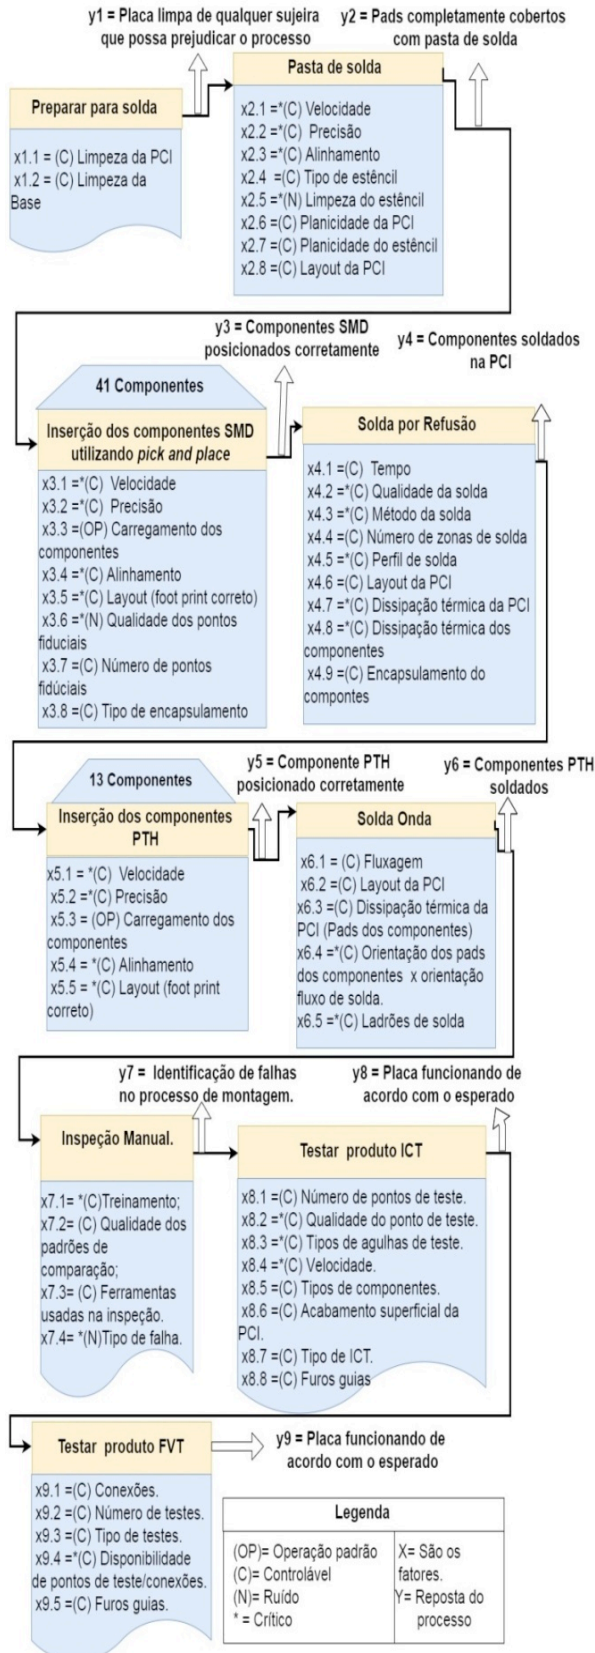 y1 = Placa limpa de qualquer sujeira
que possa prejudicar o processo
y2 = Pads completamente cobertos
com pasta de solda
Preparar para solda
x1.1 = (C) Limpeza da PCI
x1.2 = (C) Limpeza da
Base
Pasta de solda
x2.1 =*(C) Velocidade
x2.2 =*(C) Precisão
x2.3 =*(C) Alinhamento
x2.4 =(C) Tipo de estêncil
x2.5 =*(N) Limpeza do estêncil
x2.6 =(C) Planicidade da PCI
x2.7 =(C) Planicidade do estêncil
x2.8 =(C) Layout da PCI
y3 = Componentes SMD
posicionados corretamente
y4 = Componentes soldados
na PCI
41 Componentes
Inserção dos componentes SMD
utilizando pick and place
x3.1 =*(C) Velocidade
x3.2 =*(C) Precisão
x3.3 =(OP) Carregamento dos
componentes
x3.4 =*(C) Alinhamento
x3.5 =*(C) Layout (foot print correto)
x3.6 =*(N) Qualidade dos pontos
fiduciais
x3.7 =(C) Número de pontos
fidúciais
x3.8 =(C) Tipo de encapsulamento
Solda por Refusão
x4.1 =(C) Tempo
x4.2 =*(C) Qualidade da solda
x4.3 =*(C) Método da solda
x4.4 =(C) Número de zonas de solda
x4.5 =*(C) Perfil de solda
x4.6 =(C) Layout da PCI
x4.7 =*(C) Dissipação térmica da PCI
x4.8 =*(C) Dissipação térmica dos
componentes
x4.9 =(C) Encapsulamento do
compontes
y5 = Componente PTH
posicionado corretamente
y6 = Componentes PTH
soldados
13 Componentes
Inserção dos componentes
PTH
x5.1 = *(C) Velocidade
x5.2 =*(C) Precisão
x5.3 = (OP) Carregamento dos
componentes
x5.4 = *(C) Alinhamento
x5.5 = *(C) Layout (foot print
correto)
Solda Onda
x6.1 = (C) Fluxagem
x6.2 =(C) Layout da PCI
x6.3 =(C) Dissipação térmica da
PCI (Pads dos componentes)
x6.4 =*(C) Orientação dos pads
dos componentes x orientação
fluxo de solda.
x6.5 =*(C) Ladrões de solda
y7 = Identificação de falhas
no processo de montagem.
y8 = Placa funcionando de
acordo com o esperado
Inspeção Manual.
x7.1= *(C)Treinamento;
x7.2= (C) Qualidade dos
padrões de
comparação;
x7.3= (C) Ferramentas
usadas na inspeção.
x7.4= *(N)Tipo de falha.
Testar produto ICT
x8.1 =(C) Número de pontos de teste.
x8.2 =*(C) Qualidade do ponto de teste.
x8.3 =*(C) Tipos de agulhas de teste.
x8.4 =*(C) Velocidade.
x8.5 =(C) Tipos de componentes.
x8.6 =(C) Acabamento superficial da
PCI.
x8.7 =(C) Tipo de ICT.
x8.8 =(C) Furos guias
Testar produto FVT
x9.1 =(C) Conexões.
x9.2 =(C) Número de testes.
x9.3 =(C) Tipo de testes.
x9.4 =*(C) Disponibilidade
de pontos de teste/conexões.
x9.5 =(C) Furos guias.
y9 = Placa funcionando de
acordo com o esperado
Legenda
(OP)= Operação padrão
(C)= Controlável
(N)= Ruído
* = Crítico
X= São os
fatores.
Y= Reposta do
processo